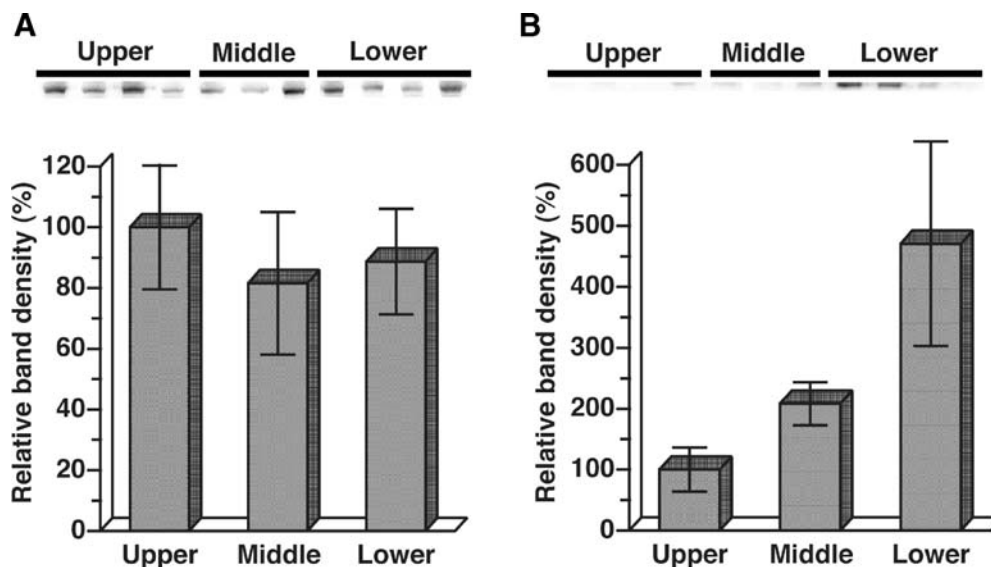 A
Upper Middle Lower
Relative band density (%)
120
100
80
60
40
20
0
Upper Middle Lower
B
Upper Middle Lower
Relative band density (%)
600
500
400
300
200
100
0
Upper Middle Lower